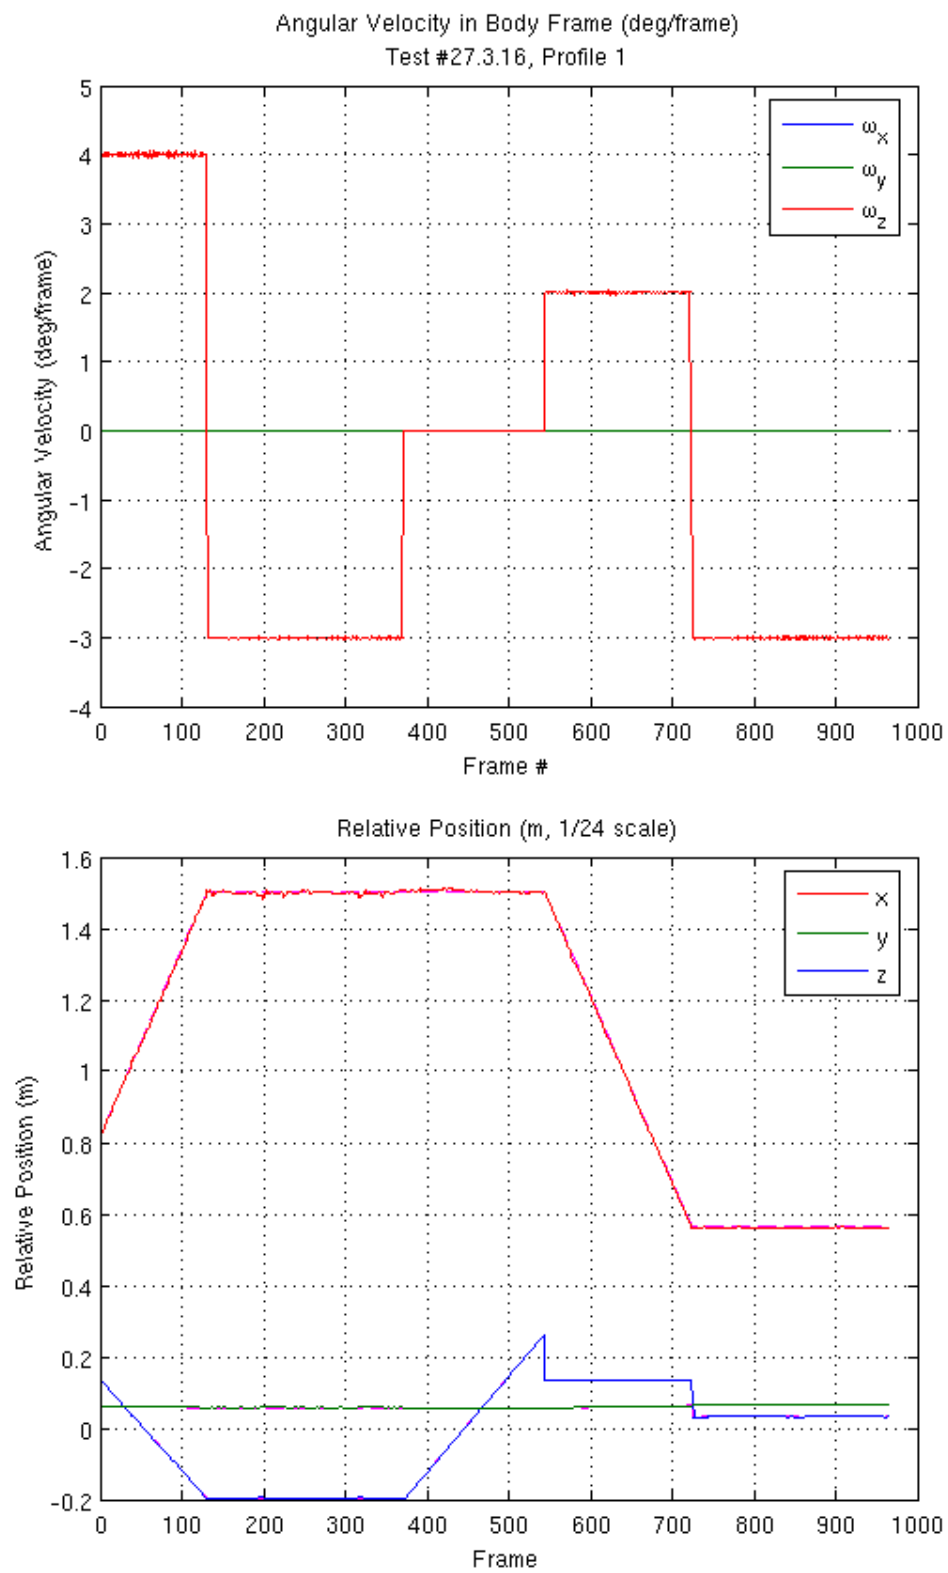 Angular Velocity in Body Frame (deg/frame)
Test #27.3.16, Profile 1
Angular Velocity (deg/frame)
5
4
3
2
1
0
-1
-2
-3
-4
ω_x
ω_y
ω_z
0 100 200 300 400 500 600 700 800 900 1000
Frame #
Relative Position (m, 1/24 scale)
Relative Position (m)
1.6
1.4
1.2
1
0.8
0.6
0.4
0.2
0
-0.2
x
y
z
0 100 200 300 400 500 600 700 800 900 1000
Frame